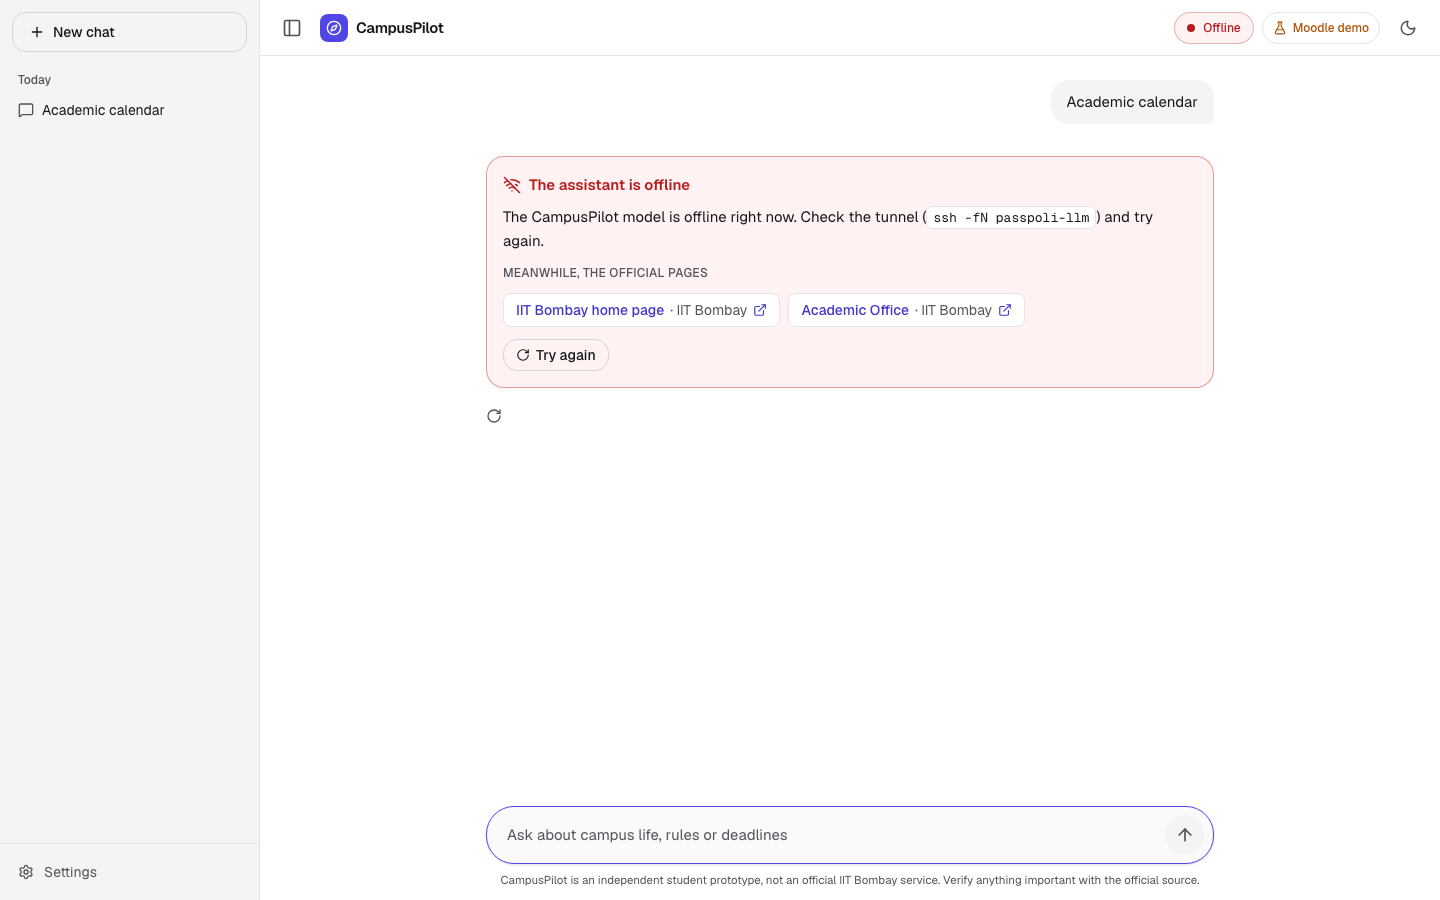 New chat
Today
Academic calendar
Settings
CampusPilot
Offline
Moodle demo
Academic calendar
The assistant is offline
The CampusPilot model is offline right now. Check the tunnel (ssh -fN passpoli-llm) and try
again.
MEANWHILE, THE OFFICIAL PAGES
IIT Bombay home page · IIT Bombay
Academic Office · IIT Bombay
Try again
Ask about campus life, rules or deadlines
CampusPilot is an independent student prototype, not an official IIT Bombay service. Verify anything important with the official source.